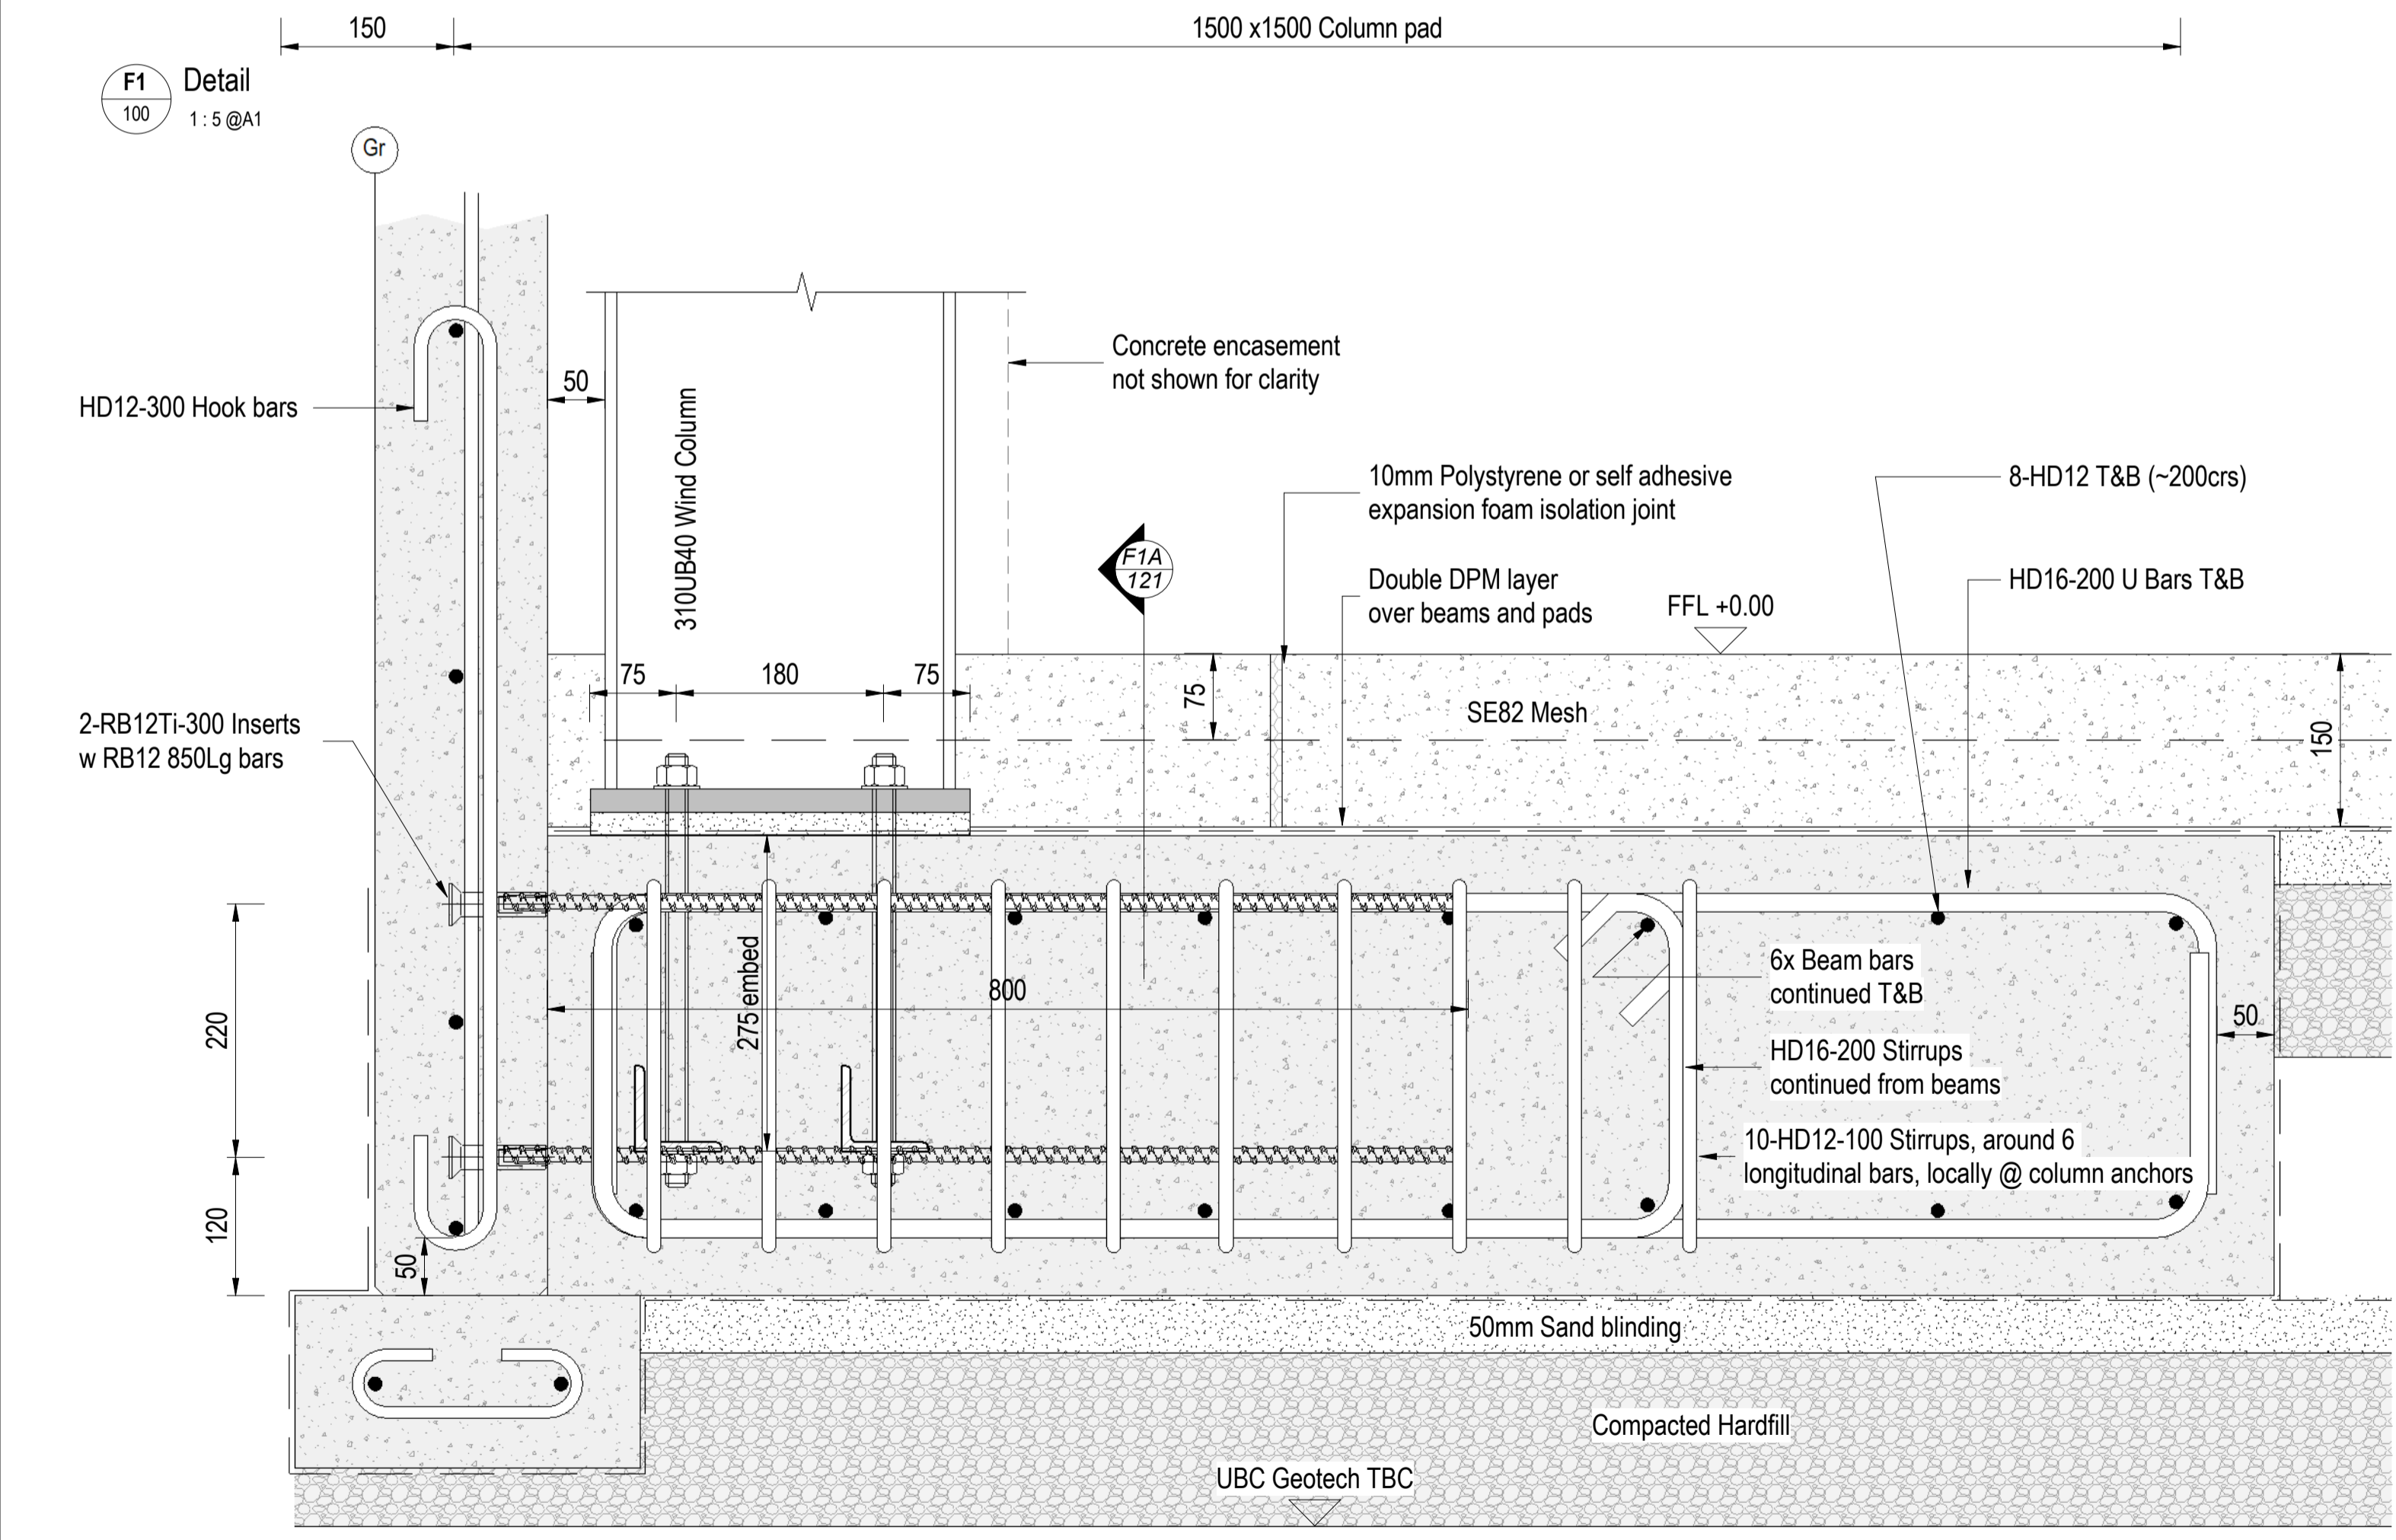 150
1500 x1500 Column pad
F1
100
Detail
1 : 5 @A1
Gr
HD12-300 Hook bars
50
310UB40 Wind Column
Concrete encasement
not shown for clarity
10mm Polystyrene or self adhesive
expansion foam isolation joint
8-HD12 T&B (~200crs)
F1A
121
Double DPM layer
over beams and pads
HD16-200 U Bars T&B
FFL +0.00
75
180
75
75
SE82 Mesh
150
2-RB12Ti-300 Inserts
w RB12 850Lg bars
275 embed
800
6x Beam bars
continued T&B
220
50
HD16-200 Stirrups
continued from beams
10-HD12-100 Stirrups, around 6
longitudinal bars, locally @ column anchors
120
50
50mm Sand blinding
Compacted Hardfill
UBC Geotech TBC